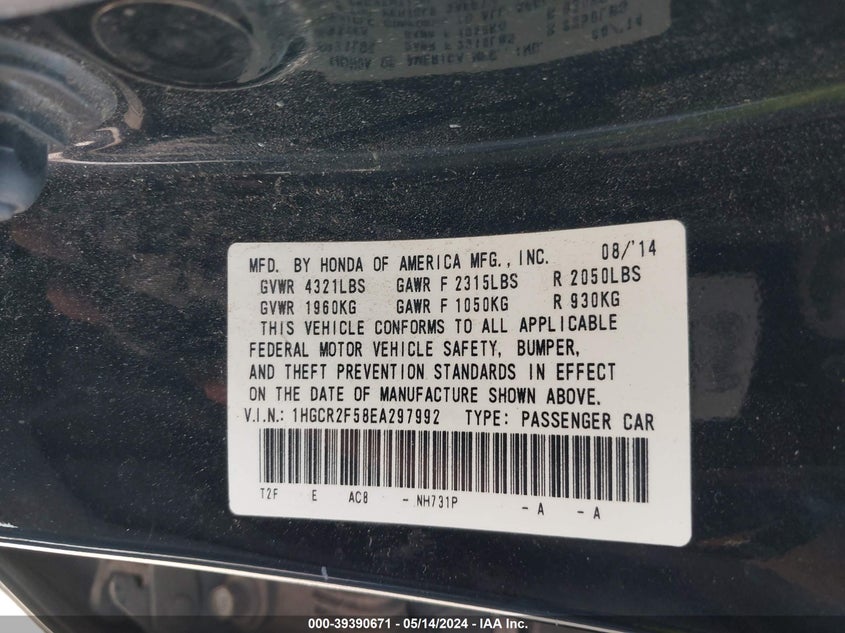 MFD. BY HONDA OF AMERICA MFG., INC. 08/'14
GVWR 4321LBS GAWR F 2315LBS R 2050LBS
GVWR 1960KG GAWR F 1050KG R 930KG
THIS VEHICLE CONFORMS TO ALL APPLICABLE
FEDERAL MOTOR VEHICLE SAFETY, BUMPER,
AND THEFT PREVENTION STANDARDS IN EFFECT
ON THE DATE OF MANUFACTURE SHOWN ABOVE.
V.I.N.: 1HGCR2F58EA297992 TYPE: PASSENGER CAR
T2F E AC8 - NH731P - A - A
000-39390671 - 05/14/2024 - IAA Inc.